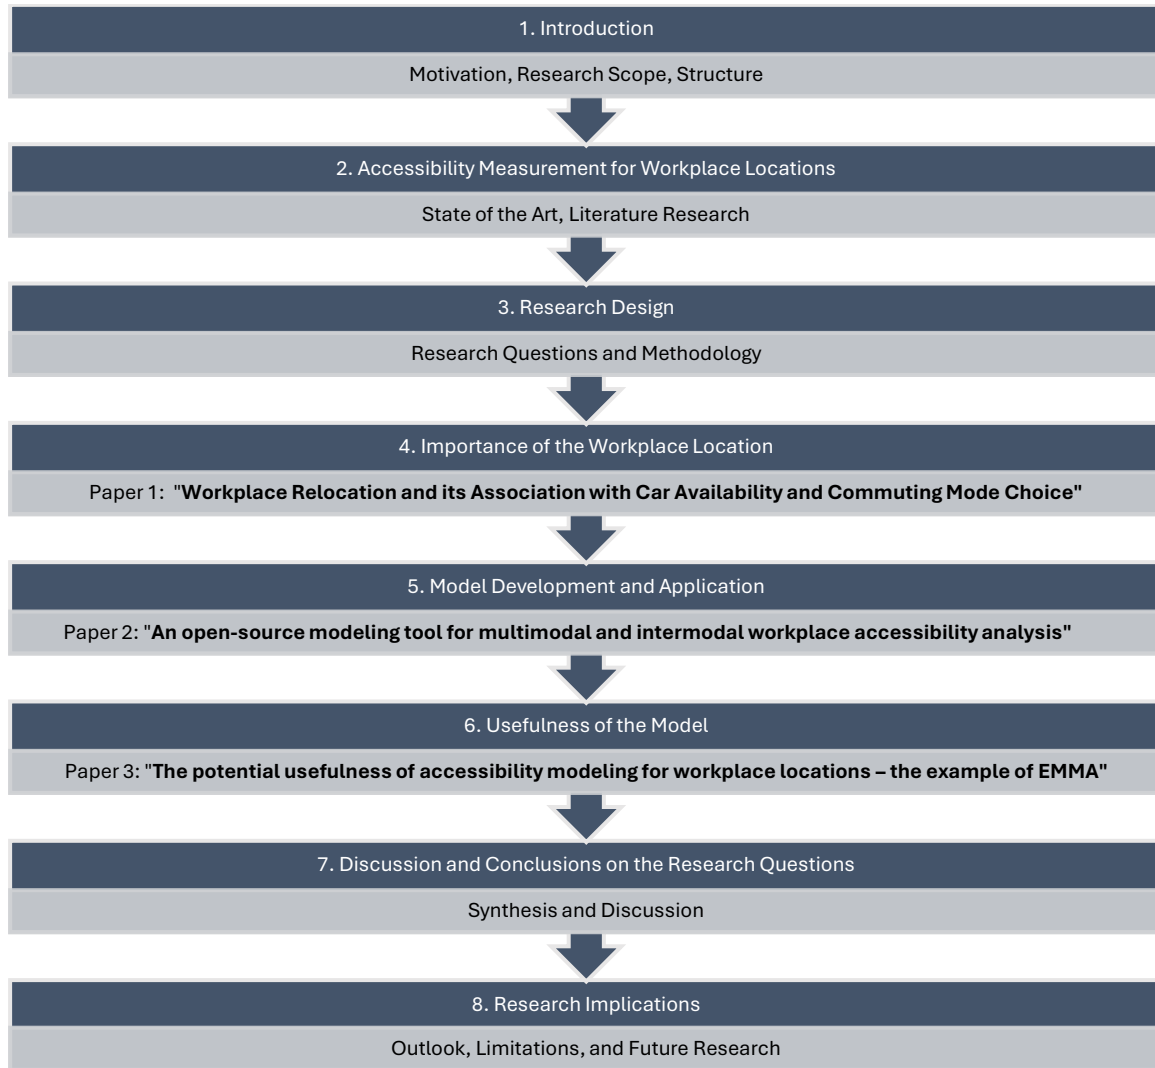 1. Introduction
Motivation, Research Scope, Structure
2. Accessibility Measurement for Workplace Locations
State of the Art, Literature Research
3. Research Design
Research Questions and Methodology
4. Importance of the Workplace Location
Paper 1: "Workplace Relocation and its Association with Car Availability and Commuting Mode Choice"
5. Model Development and Application
Paper 2: "An open-source modeling tool for multimodal and intermodal workplace accessibility analysis"
6. Usefulness of the Model
Paper 3: "The potential usefulness of accessibility modeling for workplace locations – the example of EMMA"
7. Discussion and Conclusions on the Research Questions
Synthesis and Discussion
8. Research Implications
Outlook, Limitations, and Future Research